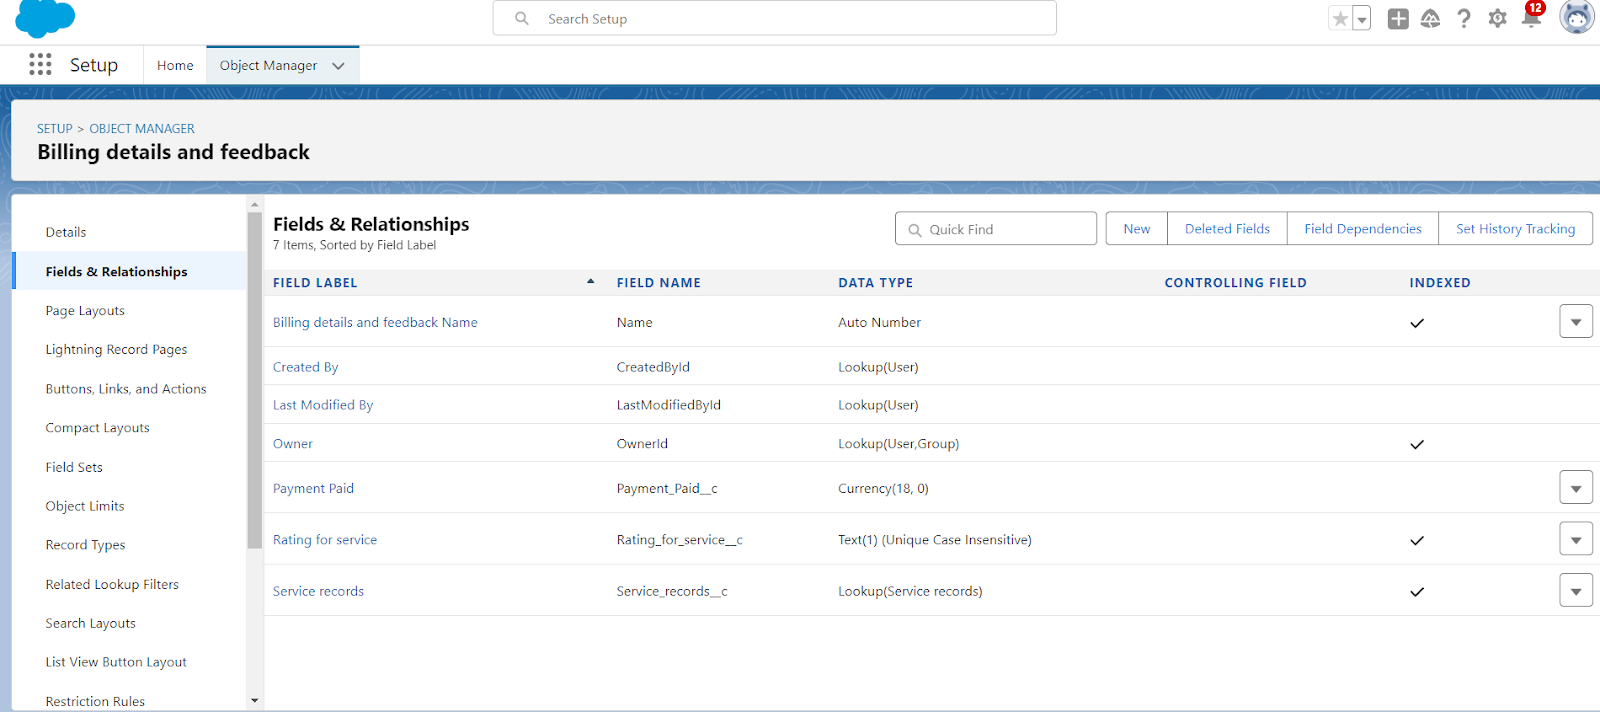 Search Setup
12
Setup
Home
Object Manager
SETUP > OBJECT MANAGER
Billing details and feedback
Details
Fields & Relationships
Page Layouts
Lightning Record Pages
Buttons, Links, and Actions
Compact Layouts
Field Sets
Object Limits
Record Types
Related Lookup Filters
Search Layouts
List View Button Layout
Restriction Rules
Fields & Relationships
7 Items, Sorted by Field Label
Quick Find
New
Deleted Fields
Field Dependencies
Set History Tracking
FIELD LABEL FIELD NAME DATA TYPE CONTROLLING FIELD INDEXED
Billing details and feedback Name Name Auto Number
Created By CreatedById Lookup(User)
Last Modified By LastModifiedById Lookup(User)
Owner OwnerId Lookup(User,Group)
Payment Paid Payment_Paid__c Currency(18, 0)
Rating for service Rating_for_service__c Text(1) (Unique Case Insensitive)
Service records Service_records__c Lookup(Service records)